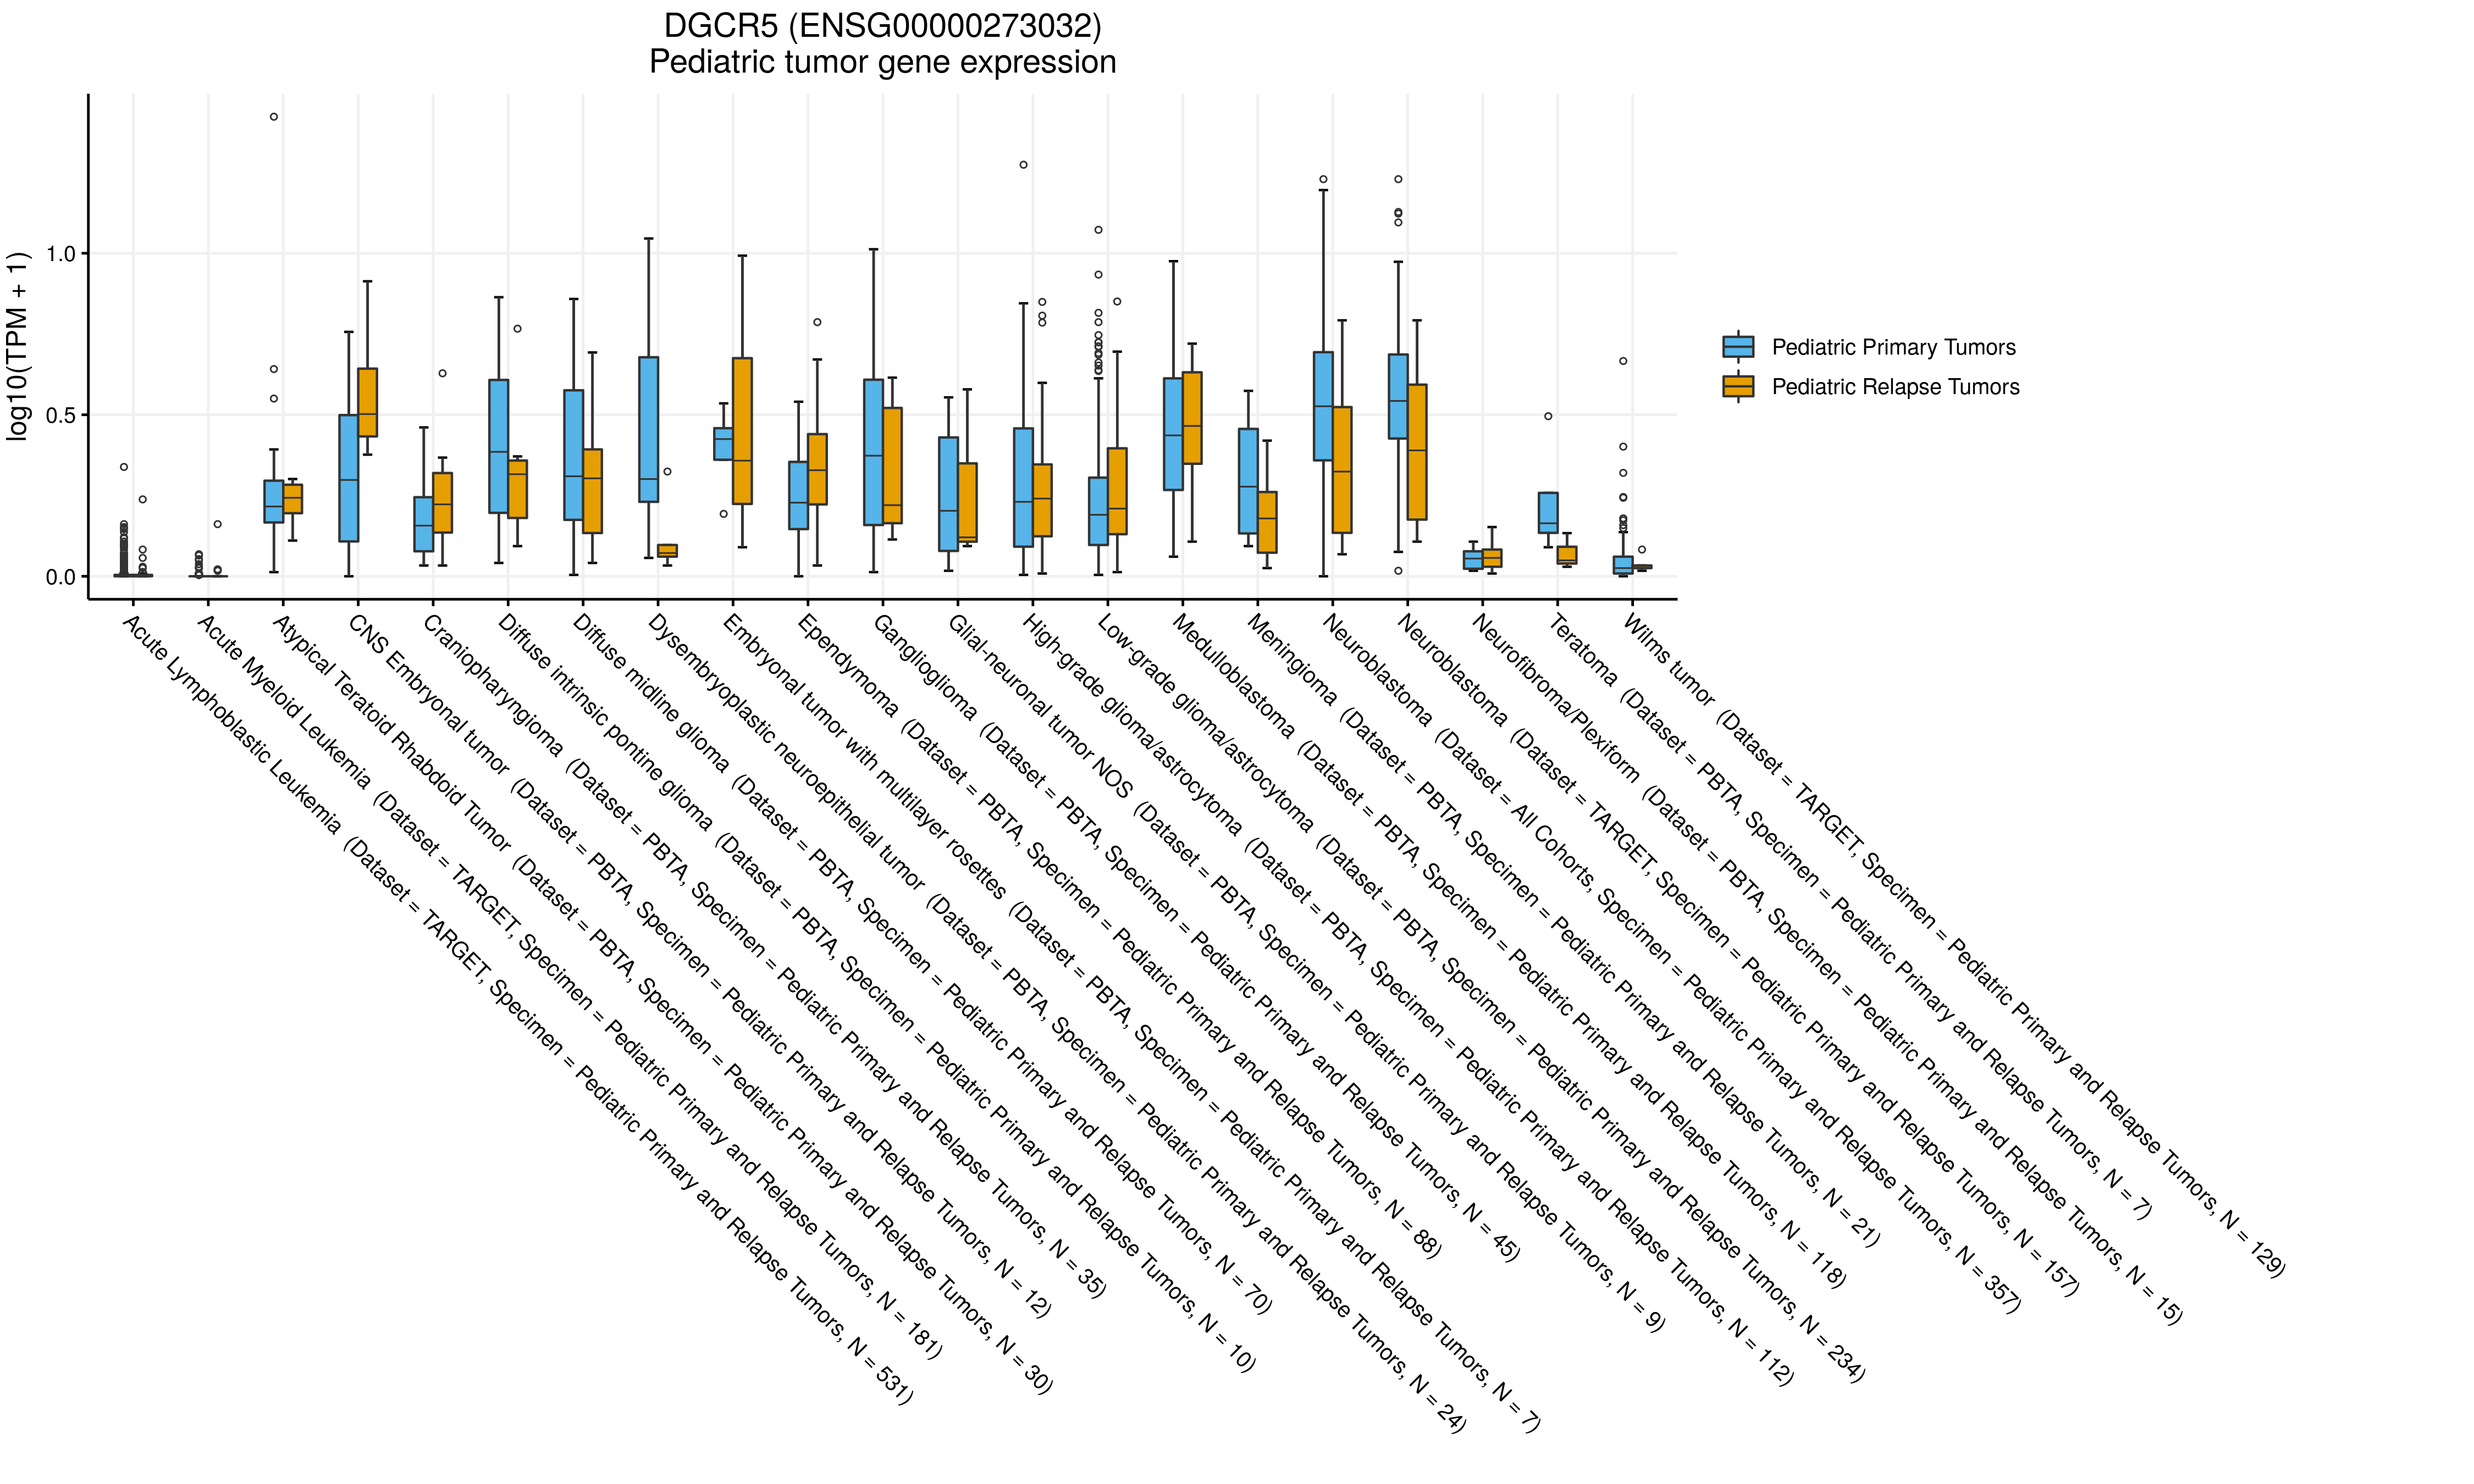 DGCR5 (ENSG00000273032)
Pediatric tumor gene expression
log10(TPM + 1)
1.0
0.5
0.0
Pediatric Primary Tumors
Pediatric Relapse Tumors
Acute Lymphoblastic Leukemia (Dataset = TARGET, Specimen = Pediatric Primary and Relapse Tumors, N = 531)
Acute Myeloid Leukemia (Dataset = TARGET, Specimen = Pediatric Primary and Relapse Tumors, N = 181)
Atypical Teratoid Rhabdoid Tumor (Dataset = PBTA, Specimen = Pediatric Primary and Relapse Tumors, N = 30)
CNS Embryonal tumor (Dataset = PBTA, Specimen = Pediatric Primary and Relapse Tumors, N = 12)
Craniopharyngioma (Dataset = PBTA, Specimen = Pediatric Primary and Relapse Tumors, N = 35)
Diffuse intrinsic pontine glioma (Dataset = PBTA, Specimen = Pediatric Primary and Relapse Tumors, N = 10)
Diffuse midline glioma (Dataset = PBTA, Specimen = Pediatric Primary and Relapse Tumors, N = 70)
Dysembryoplastic neuroepithelial tumor (Dataset = PBTA, Specimen = Pediatric Primary and Relapse Tumors, N = 24)
Embryonal tumor with multilayer rosettes (Dataset = PBTA, Specimen = Pediatric Primary and Relapse Tumors, N = 7)
Ependymoma (Dataset = PBTA, Specimen = Pediatric Primary and Relapse Tumors, N = 88)
Ganglioglioma (Dataset = PBTA, Specimen = Pediatric Primary and Relapse Tumors, N = 45)
Glial-neuronal tumor NOS (Dataset = PBTA, Specimen = Pediatric Primary and Relapse Tumors, N = 9)
High-grade glioma/astrocytoma (Dataset = PBTA, Specimen = Pediatric Primary and Relapse Tumors, N = 112)
Low-grade glioma/astrocytoma (Dataset = PBTA, Specimen = Pediatric Primary and Relapse Tumors, N = 234)
Medulloblastoma (Dataset = PBTA, Specimen = Pediatric Primary and Relapse Tumors, N = 118)
Meningioma (Dataset = PBTA, Specimen = Pediatric Primary and Relapse Tumors, N = 21)
Neuroblastoma (Dataset = All Cohorts, Specimen = Pediatric Primary and Relapse Tumors, N = 357)
Neuroblastoma (Dataset = TARGET, Specimen = Pediatric Primary and Relapse Tumors, N = 157)
Neurofibroma/Plexiform (Dataset = PBTA, Specimen = Pediatric Primary and Relapse Tumors, N = 15)
Teratoma (Dataset = PBTA, Specimen = Pediatric Primary and Relapse Tumors, N = 7)
Wilms tumor (Dataset = TARGET, Specimen = Pediatric Primary and Relapse Tumors, N = 129)